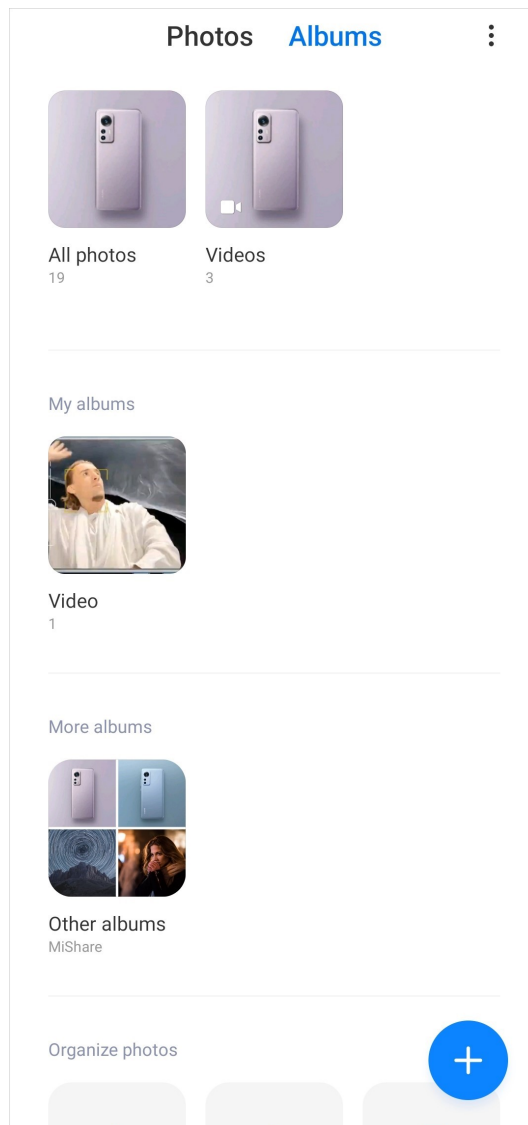 Photos Albums
All photos
19
Videos
3
My albums
Video
1
More albums
Other albums
MiShare
Organize photos